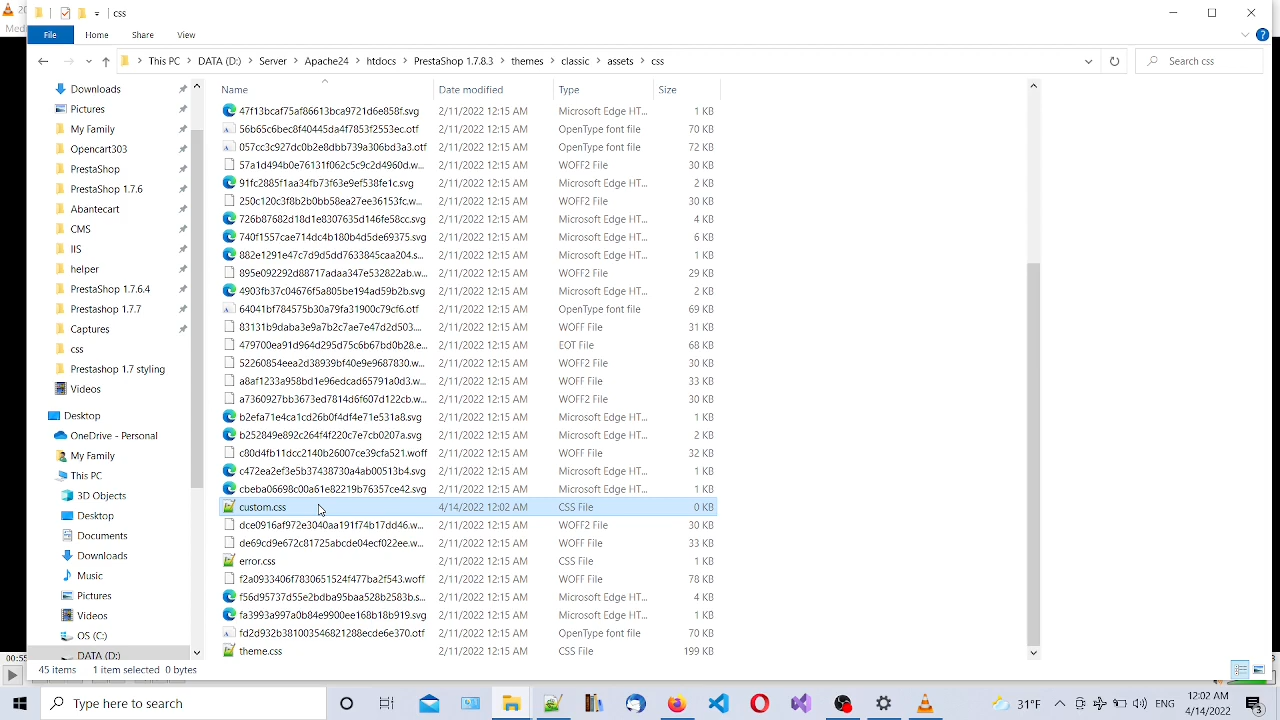 20
css
Medi
File Home Share View
This PC DATA (D:) Server Apache24 htdocs PrestaShop 1.7.8.3 themes classic assets css
Search css
Name Date modified Type Size
Downloads
Pictures
My Family
Opencart303
PrestaShop
PrestaShop 1.7.6
Abantecart
CMS
IIS
helper
PrestaShop 1.7.6.4
Prestashop 1.7.7
Captures
css
Prestashop 1.7 styling
Videos
Desktop
OneDrive - Personal
My Family
This PC
3D Objects
Desktop
Documents
Downloads
Music
Pictures
Videos
OS (C:)
DATA (D:)
47f13bcaf75af86613bca9721d6e858f.svg 2/11/2022 12:15 AM Microsoft Edge HT... 1 KB
56b65c6bec8f40445da4f7853f2553ec.otf 2/11/2022 12:15 AM OpenType font file 70 KB
057cc3c927dc0b2e8dbb739a306bd3a3.otf 2/11/2022 12:15 AM OpenType font file 72 KB
57a1d494b0e76131f062c5c9c2d4960d.w... 2/11/2022 12:15 AM WOFF2 File 30 KB
91fc2885f1aa34fb73f63e9ef538fe1c.svg 2/11/2022 12:15 AM Microsoft Edge HT... 2 KB
250c120c3f8b2b0bb58ea27ee36153fc.w... 2/11/2022 12:15 AM WOFF2 File 30 KB
726b87682d18d1e8307635d146fe58cc.svg 2/11/2022 12:15 AM Microsoft Edge HT... 4 KB
740f1557cae714dc4b180b4d5de69375.svg 2/11/2022 12:15 AM Microsoft Edge HT... 6 KB
882e1291e47c7d9d5dd7633845caa204.s... 2/11/2022 12:15 AM Microsoft Edge HT... 1 KB
895e092292d88717adaa347e532822ab.w... 2/11/2022 12:15 AM WOFF2 File 29 KB
4903fb37c04676f5a805be194ad59b2b.svg 2/11/2022 12:15 AM Microsoft Edge HT... 2 KB
64041bf784575b30a79fa31900c79cf6.otf 2/11/2022 12:15 AM OpenType font file 69 KB
83131b9daba3e9a7b2c7ae7e47d2d503.... 2/11/2022 12:15 AM WOFF File 31 KB
479700ea91d964d295d75c6b67bd0b28.e... 2/11/2022 12:15 AM EOT File 68 KB
52260854eea2d38939bf40e9e9687830.w... 2/11/2022 12:15 AM WOFF2 File 30 KB
a8af1233a958bd1e96edcad65791a0d3.w... 2/11/2022 12:15 AM WOFF File 33 KB
a7360927bb3673ed7814d6f607d122cb.w... 2/11/2022 12:15 AM WOFF2 File 30 KB
b2efa71e4ca1cd26b0f4df4e71e531a8.svg 2/11/2022 12:15 AM Microsoft Edge HT... 1 KB
b252849e892c264f4f220c7e7cb0207a.svg 2/11/2022 12:15 AM Microsoft Edge HT... 2 KB
c80d4fb11dcc2140b26007ce39cfa521.woff 2/11/2022 12:15 AM WOFF File 32 KB
c472ea2ef3e5b37438730a4ab00513b4.svg 2/11/2022 12:15 AM Microsoft Edge HT... 1 KB
cbeba06698c00a61e82219b76357ce42.svg 2/11/2022 12:15 AM Microsoft Edge HT... 1 KB
custom.css 4/14/2022 12:02 AM CSS File 0 KB
dce0916af972e3040aa191f74b17dd46.w... 2/11/2022 12:15 AM WOFF2 File 30 KB
de69cd9e672c81725abcde04ecf022ee.w... 2/11/2022 12:15 AM WOFF File 33 KB
error.css 2/11/2022 12:15 AM CSS File 1 KB
f2a0933406f7830651524f477ba2f543.woff 2/11/2022 12:15 AM WOFF File 78 KB
f56d95737d55e2bdba95baa528b2583b.s... 2/11/2022 12:15 AM Microsoft Edge HT... 4 KB
fa3993a997a0b84e9900ee168b18b919.svg 2/11/2022 12:15 AM Microsoft Edge HT... 1 KB
fd2d932b381003546821288ecde6e370.otf 2/11/2022 12:15 AM OpenType font file 70 KB
theme.css 2/11/2022 12:15 AM CSS File 199 KB
00:55
45 items 1 item selected 0 bytes
Type here to search
31°F
ENG
12:02 AM
4/14/2022
3